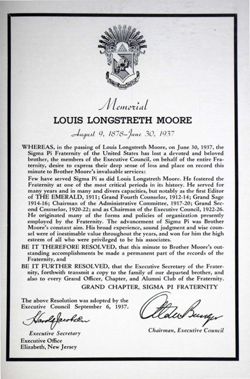 Memorial
LOUIS LONGSTRETH MOORE
August 9, 1878–June 30, 1937
WHEREAS, in the passing of Louis Longstreth Moore, on June 30, 1937, the
Sigma Pi Fraternity of the United States has lost a devoted and beloved
brother, the members of the Executive Council, on behalf of the entire Fra-
ternity, desire to express their deep sense of loss and place on record this
minute to Brother Moore's invaluable services:
Few have served Sigma Pi as did Louis Longstreth Moore. He fostered the
Fraternity at one of the most critical periods in its history. He served for
many years and in many and divers capacities, but notably as the first Editor
of THE EMERALD, 1911; Grand Fourth Counselor, 1912-14; Grand Sage
1914-16; Chairman of the Administrative Committee, 1917-20; Grand Sec-
ond Counselor, 1920-22; and as Chairman of the Executive Council, 1922-26.
He originated many of the forms and policies of organization presently
employed by the Fraternity. The advancement of Sigma Pi was Brother
Moore's constant aim. His broad experience, sound judgment and wise coun-
sel were of inestimable value throughout the years, and won for him the high
esteem of all who were privileged to be his associates.
BE IT THEREFORE RESOLVED, that this minute to Brother Moore's out-
standing accomplishments be made a permanent part of the records of the
Fraternity, and
BE IT FURTHER RESOLVED, that the Executive Secretary of the Frater-
nity, forthwith transmit a copy to the family of our departed brother, and
also to every Grand Officer, Chapter, and Alumni Club of the Fraternity.
GRAND CHAPTER, SIGMA PI FRATERNITY
The above Resolution was adopted by the
Executive Council September 6, 1937.
Executive Secretary
Chairman, Executive Council
Executive Office
Elizabeth, New Jersey